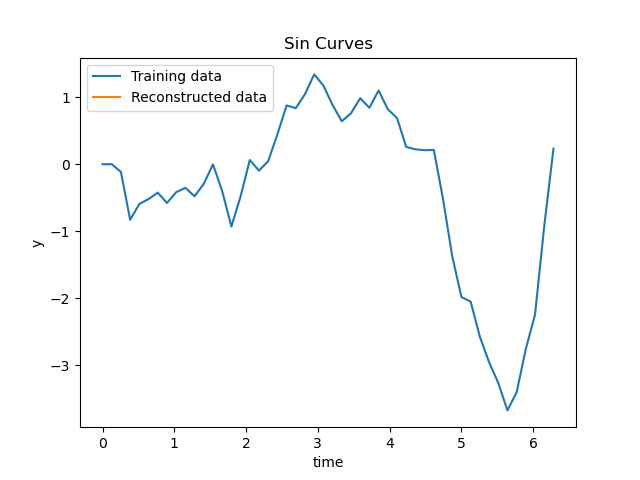 Sin Curves
Training data
Reconstructed data
1
0
−1
−2
−3
y
0 1 2 3 4 5 6
time